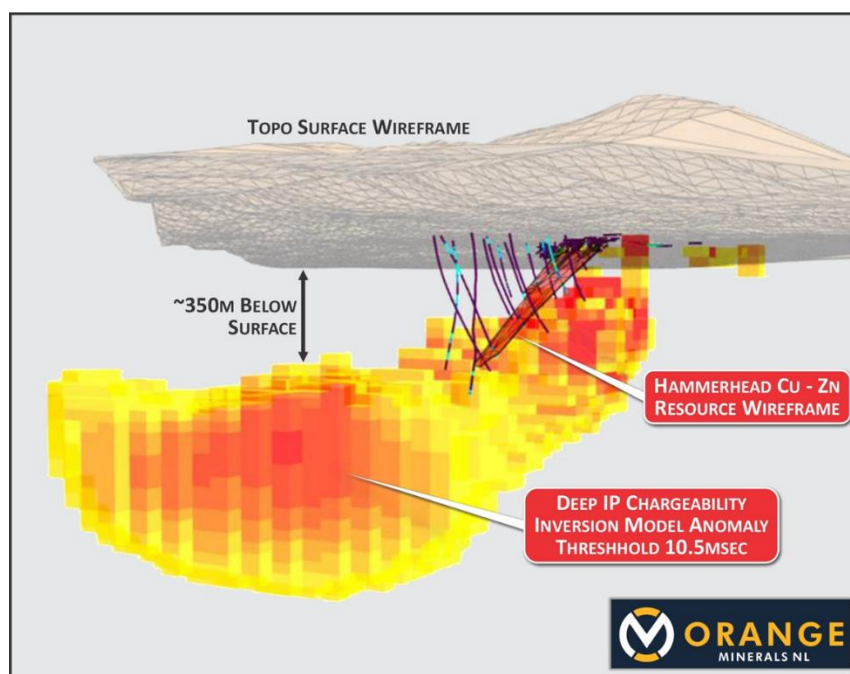 TOPO SURFACE WIREFRAME
~350M BELOW
SURFACE
HAMMERHEAD CU - ZN
RESOURCE WIREFRAME
DEEP IP CHARGEABILITY
INVERSION MODEL ANOMALY
THRESHHOLD 10.5MSEC
ORANGE
MINERALS NL